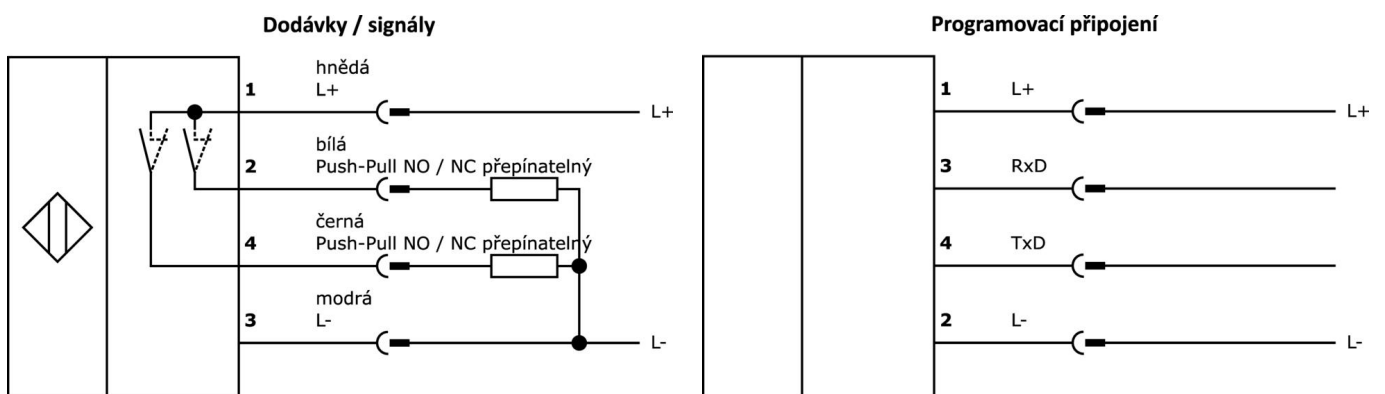 Dodávky / signály
hnědá
1 L+
L+
bílá
2 Push-Pull NO / NC přepínatelný
černá
4 Push-Pull NO / NC přepínatelný
modrá
3 L-
L-
Programovací připojení
1 L+
L+
3 RxD
4 TxD
2 L-
L-